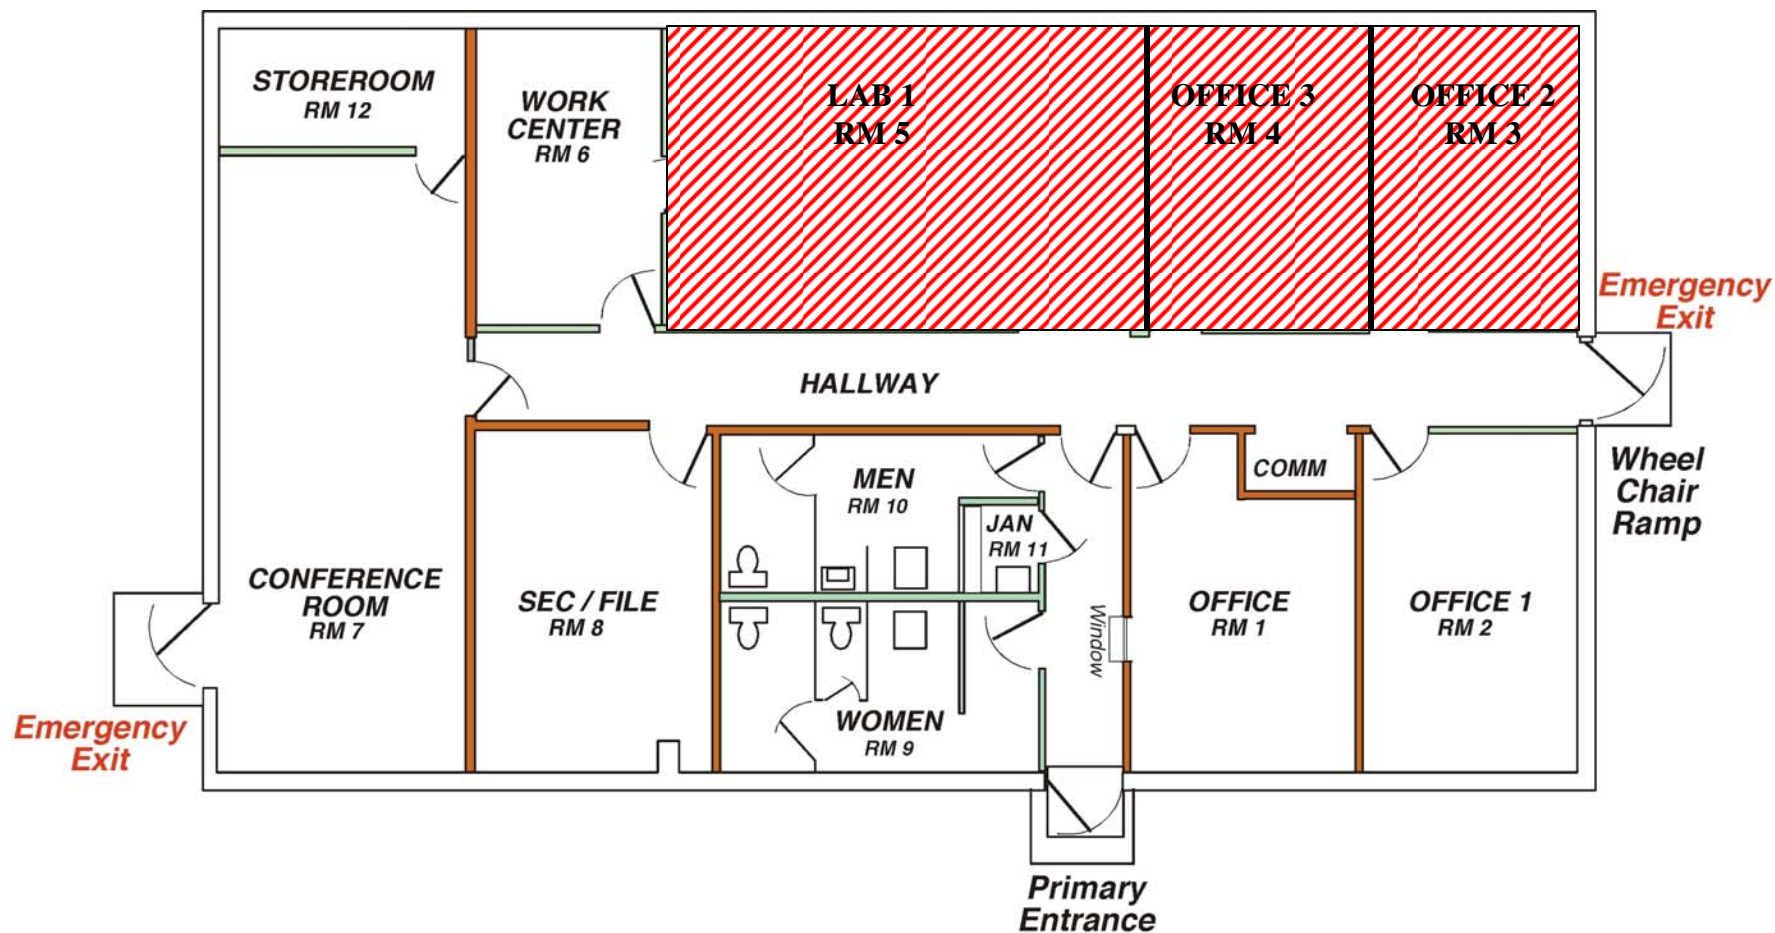 STOREROOM
RM 12
WORK
CENTER
RM 6
LAB 1
RM 5
OFFICE 3
RM 4
OFFICE 2
RM 3
Emergency
Exit
HALLWAY
Wheel
Chair
Ramp
COMM
MEN
RM 10
JAN
RM 11
CONFERENCE
ROOM
RM 7
SEC / FILE
RM 8
Window
OFFICE
RM 1
OFFICE 1
RM 2
Emergency
Exit
WOMEN
RM 9
Primary
Entrance